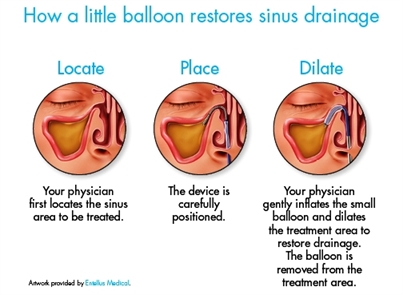 How a little balloon restores sinus drainage
Locate
Your physician
first locates the sinus
area to be treated.
Place
The device is
carefully
positioned.
Dilate
Your physician
gently inflates the small
balloon and dilates
the treatment area to
restore drainage.
The balloon is
removed from the
treatment area.
Artwork provided by Entellus Medical.